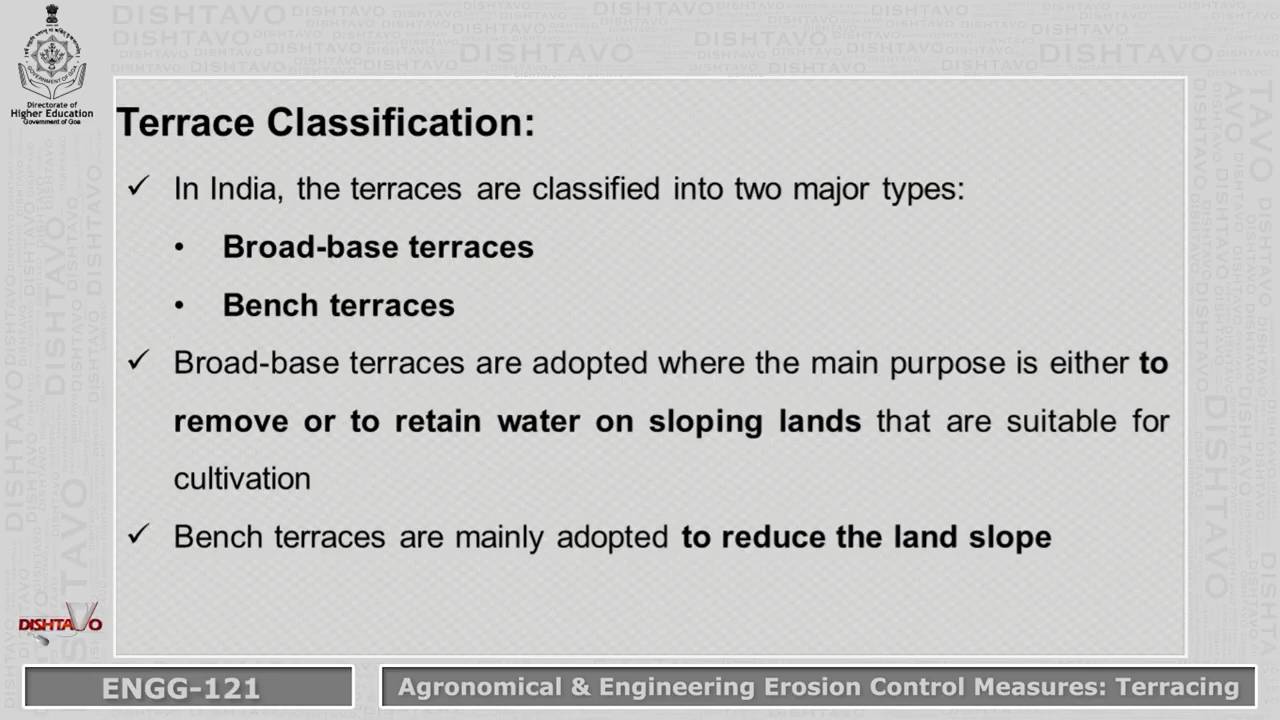 Directorate of
Higher Education
Government of Goa
Terrace Classification:
✓ In India, the terraces are classified into two major types:
• Broad-base terraces
• Bench terraces
✓ Broad-base terraces are adopted where the main purpose is either to
remove or to retain water on sloping lands that are suitable for
cultivation
✓ Bench terraces are mainly adopted to reduce the land slope
DISHTAVO
ENGG-121
Agronomical & Engineering Erosion Control Measures: Terracing